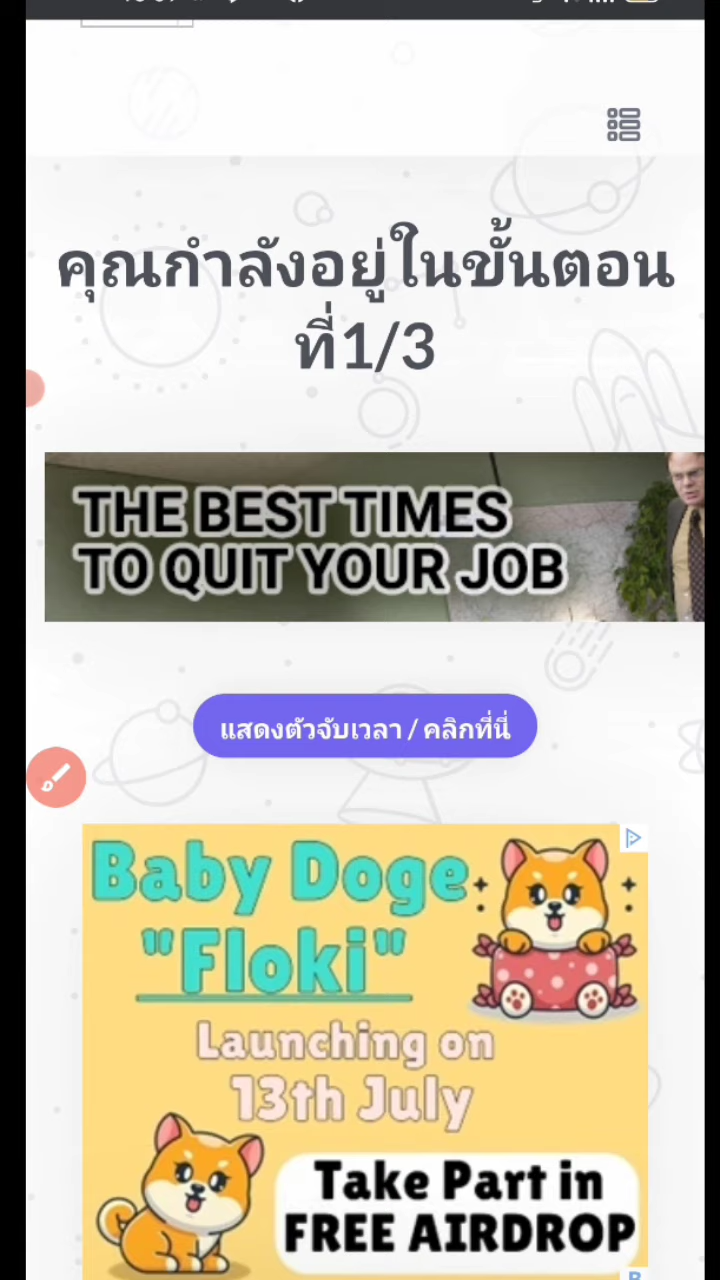 คุณกำลังอยู่ในขั้นตอน
ที่1/3
THE BEST TIMES
TO QUIT YOUR JOB
แสดงตัวจับเวลา / คลิกที่นี่
Baby Doge
"Floki"
Launching on
13th July
Take Part in
FREE AIRDROP